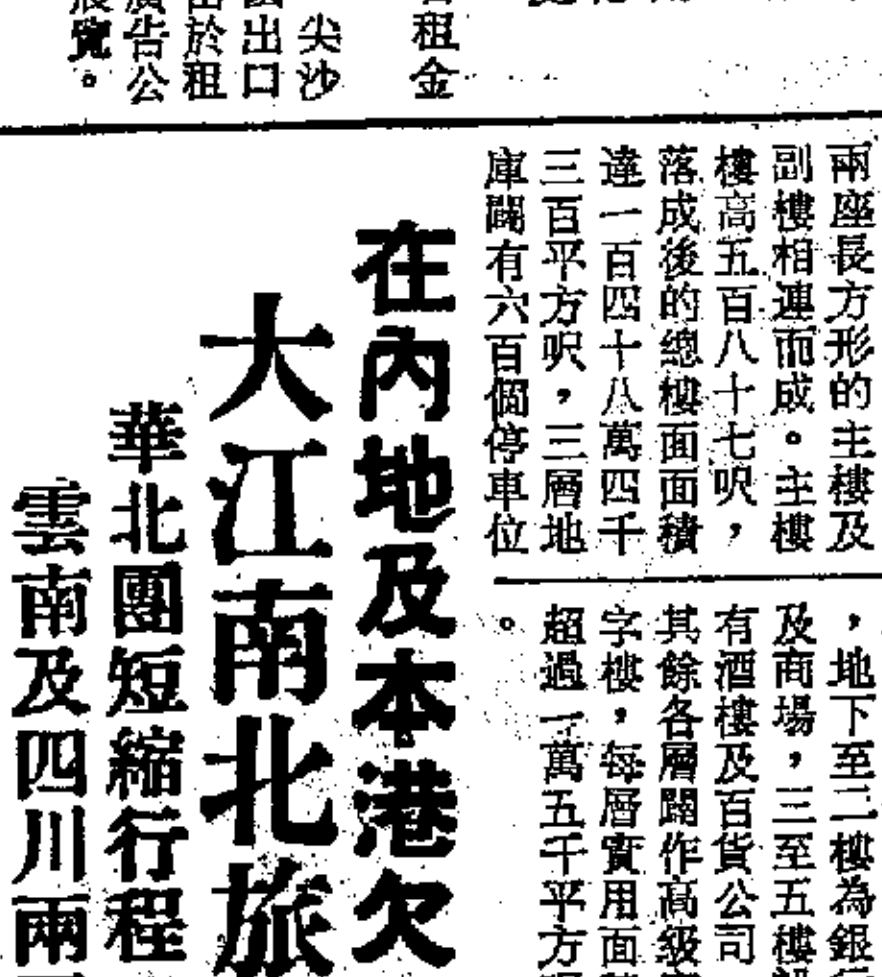 租金
尖沙
出口
於租
廣告公
展覽。
兩座長方形的主樓及
副樓相連而成。主樓
樓高五百八十七呎，
落成後的總樓面面積
達一百四十八萬四千
三百平方呎，三層地
庫闢有六百個停車位
。
，地下至二樓為銀
及商場，三至五樓
有酒樓及百貨公司
其餘各層闢作高級
字樓，每層實用面
超過一萬五千平方
在內地及本港欠
大江南北旅
華北團短縮行程
雲南及四川兩